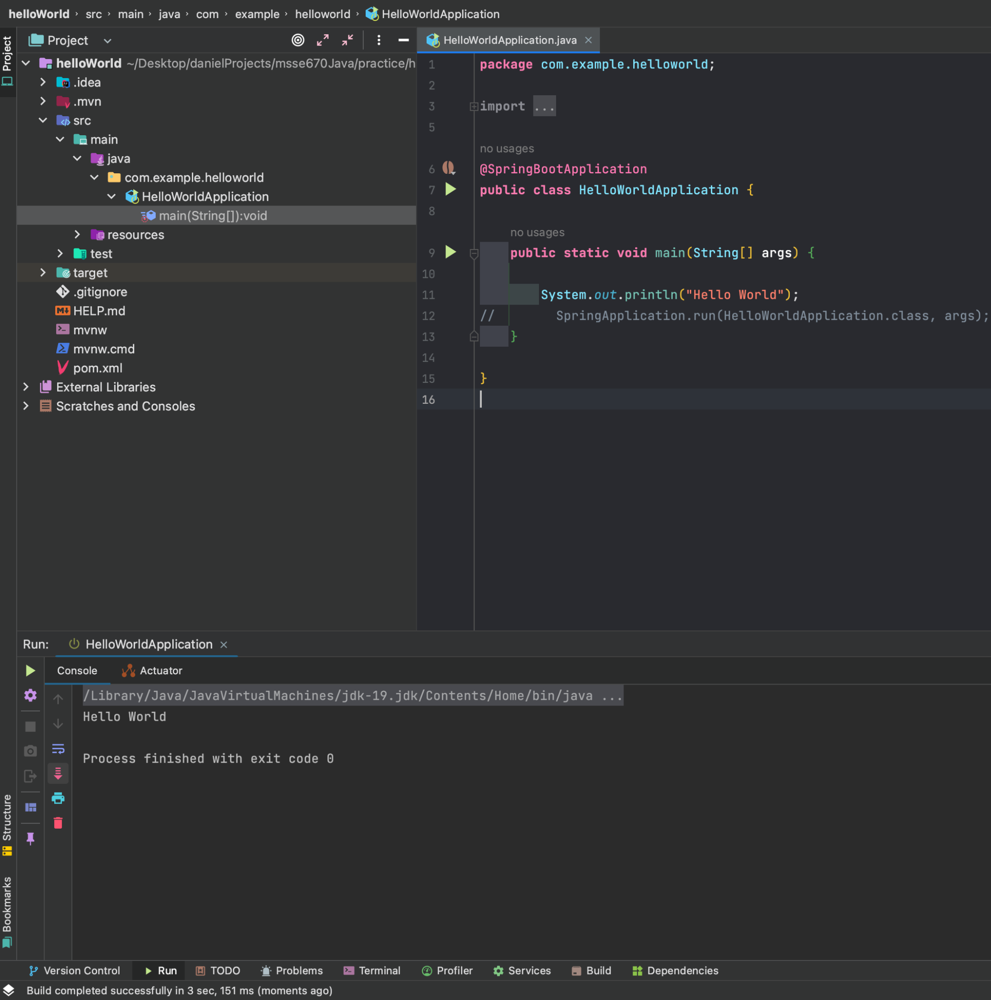 helloWorld › src › main › java › com › example › helloworld › HelloWorldApplication
Project
Project
helloWorld ~/Desktop/danielProjects/msse670Java/practice/h
.idea
.mvn
src
main
java
com.example.helloworld
HelloWorldApplication
main(String[]):void
resources
test
target
.gitignore
HELP.md
mvnw
mvnw.cmd
pom.xml
External Libraries
Scratches and Consoles
HelloWorldApplication.java
1 package com.example.helloworld;
2
3 import ...
5
no usages
6 @SpringBootApplication
7 public class HelloWorldApplication {
8
no usages
9 public static void main(String[] args) {
10
11 System.out.println("Hello World");
12 // SpringApplication.run(HelloWorldApplication.class, args);
13 }
14
15 }
16
Run: HelloWorldApplication
Console Actuator
/Library/Java/JavaVirtualMachines/jdk-19.jdk/Contents/Home/bin/java ...
Hello World
Process finished with exit code 0
Structure
Bookmarks
Version Control Run TODO Problems Terminal Profiler Services Build Dependencies
Build completed successfully in 3 sec, 151 ms (moments ago)